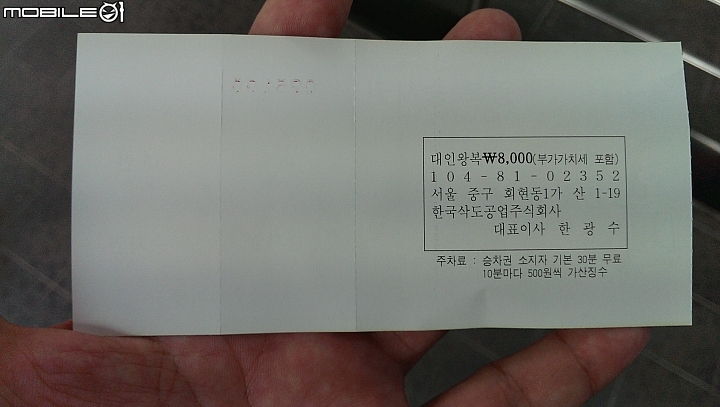 MOBILE01
대인왕복₩8,000(부가가치세 포함)
104-81-02352
서울 중구 회현동1가 산 1-19
한국삭도공업주식회사
대표이사 한 광 수
주차료 : 승차권 소지자 기본 30분 무료
10분마다 500원씩 가산징수